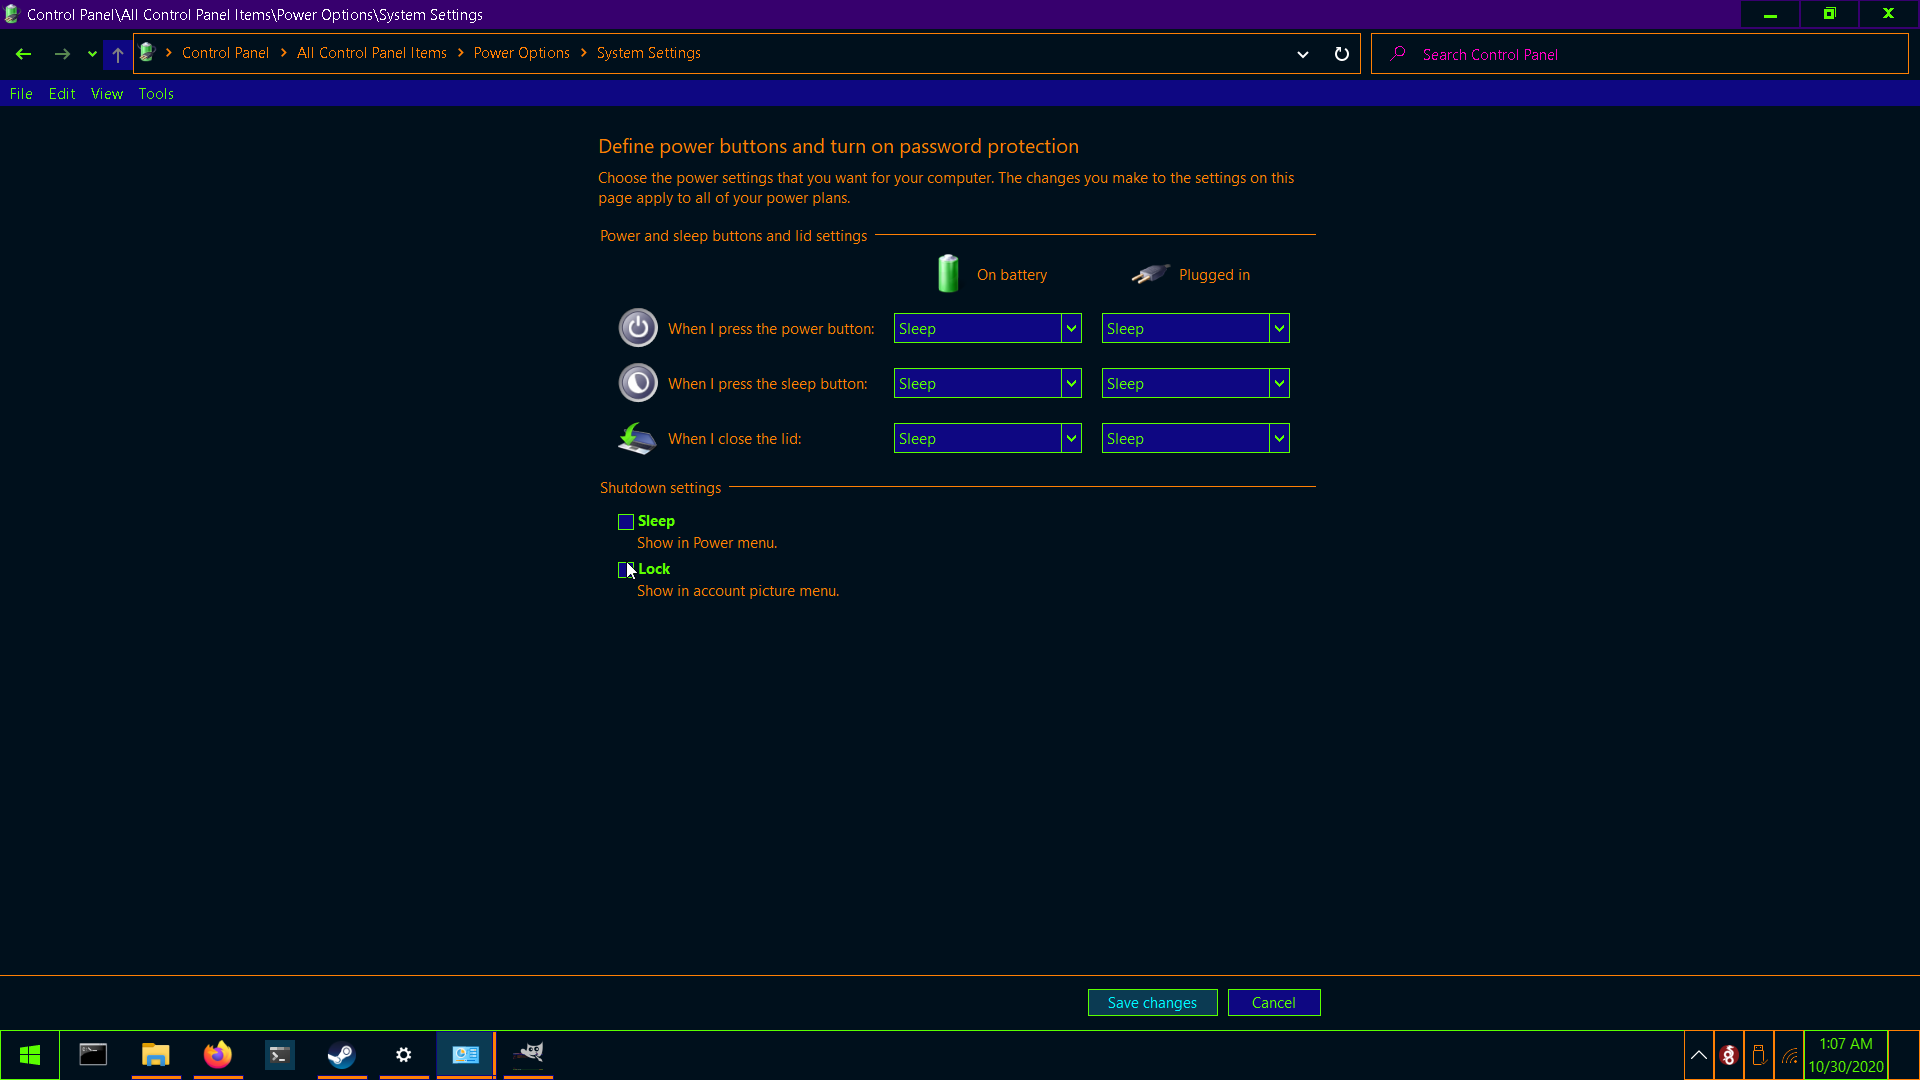 Control Panel\All Control Panel Items\Power Options\System Settings
Control Panel All Control Panel Items Power Options System Settings
Search Control Panel
File Edit View Tools
Define power buttons and turn on password protection
Choose the power settings that you want for your computer. The changes you make to the settings on this
page apply to all of your power plans.
Power and sleep buttons and lid settings
On battery Plugged in
When I press the power button: Sleep Sleep
When I press the sleep button: Sleep Sleep
When I close the lid: Sleep Sleep
Shutdown settings
Sleep
Show in Power menu.
Lock
Show in account picture menu.
Save changes Cancel
1:07 AM
10/30/2020